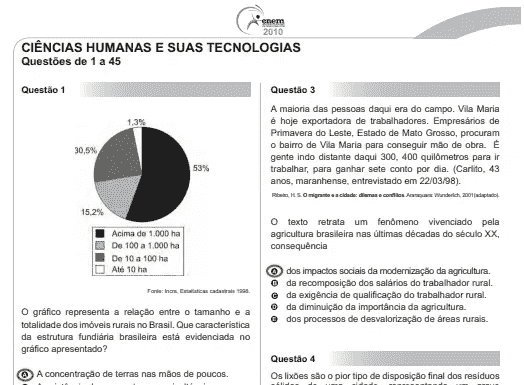 enem
2010
CIÊNCIAS HUMANAS E SUAS TECNOLOGIAS
Questões de 1 a 45
Questão 1
1,3%
30,5%
53%
15,2%
Acima de 1.000 ha
De 100 a 1.000 ha
De 10 a 100 ha
Até 10 ha
Fonte: Incra, Estatísticas cadastrais 1998.
O gráfico representa a relação entre o tamanho e a
totalidade dos imóveis rurais no Brasil. Que característica
da estrutura fundiária brasileira está evidenciada no
gráfico apresentado?
A A concentração de terras nas mãos de poucos.
Questão 3
A maioria das pessoas daqui era do campo. Vila Maria
é hoje exportadora de trabalhadores. Empresários de
Primavera do Leste, Estado de Mato Grosso, procuram
o bairro de Vila Maria para conseguir mão de obra. É
gente indo distante daqui 300, 400 quilômetros para ir
trabalhar, para ganhar sete conto por dia. (Carlito, 43
anos, maranhense, entrevistado em 22/03/98).
Ribeiro, H. S. O migrante e a cidade: dilemas e conflitos. Araraquara: Wunderlich, 2001 (adaptado).
O texto retrata um fenômeno vivenciado pela
agricultura brasileira nas últimas décadas do século XX,
consequência
A dos impactos sociais da modernização da agricultura.
B da recomposição dos salários do trabalhador rural.
C da exigência de qualificação do trabalhador rural.
D da diminuição da importância da agricultura.
E dos processos de desvalorização de áreas rurais.
Questão 4
Os lixões são o pior tipo de disposição final dos resíduos